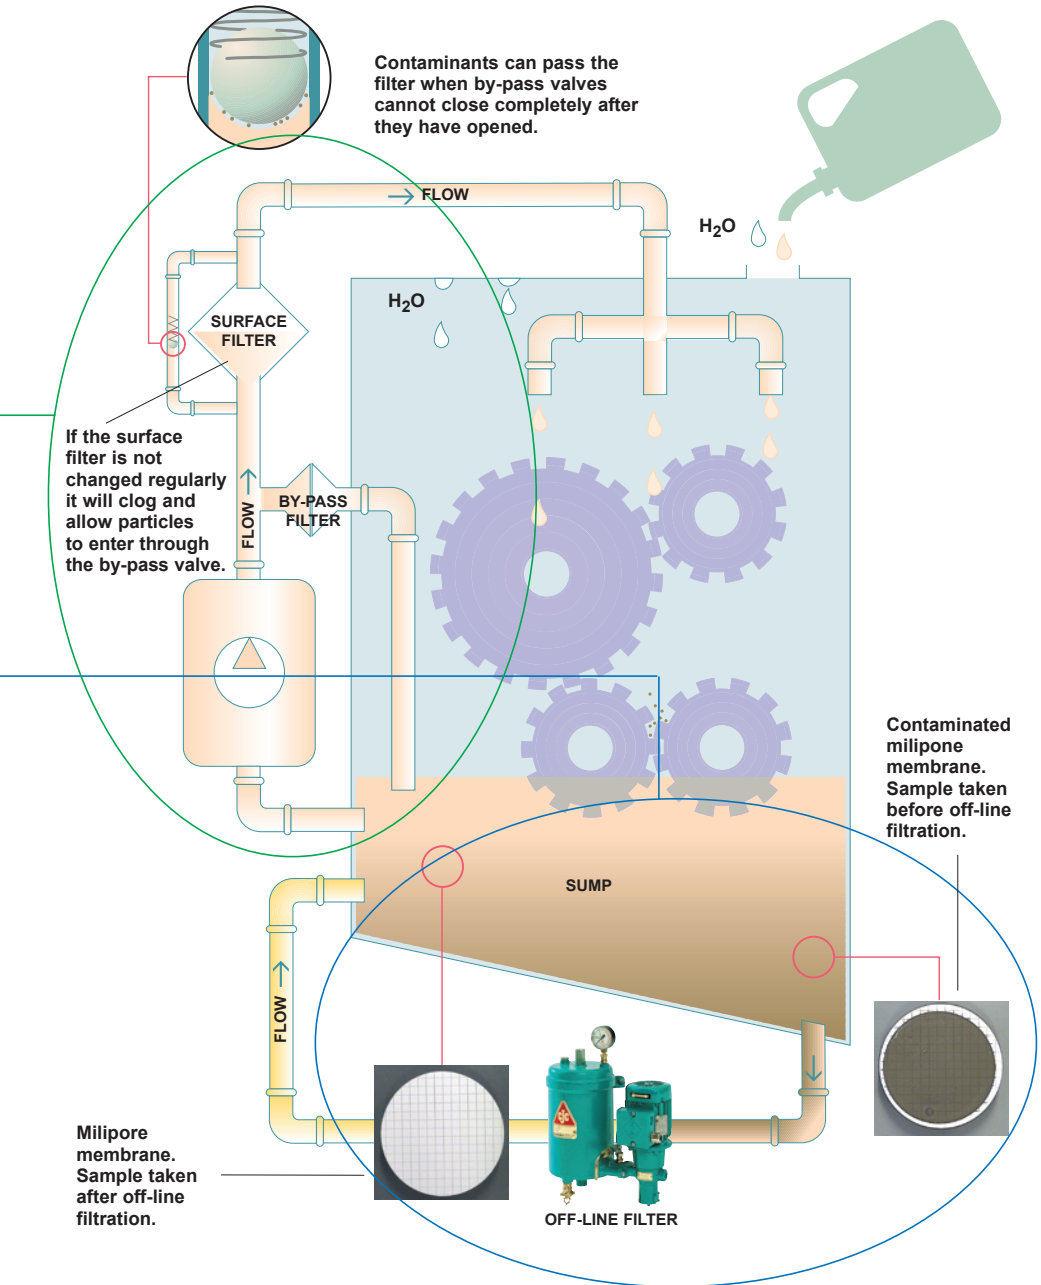 Contaminants can pass the
filter when by-pass valves
cannot close completely after
they have opened.
FLOW
H2O
H2O
SURFACE
FILTER
If the surface
filter is not
changed regularly
it will clog and
allow particles
to enter through
the by-pass valve.
FLOW
BY-PASS
FILTER
Contaminated
milipone
membrane.
Sample taken
before off-line
filtration.
SUMP
FLOW
Milipore
membrane.
Sample taken
after off-line
filtration.
cjc
OFF-LINE FILTER